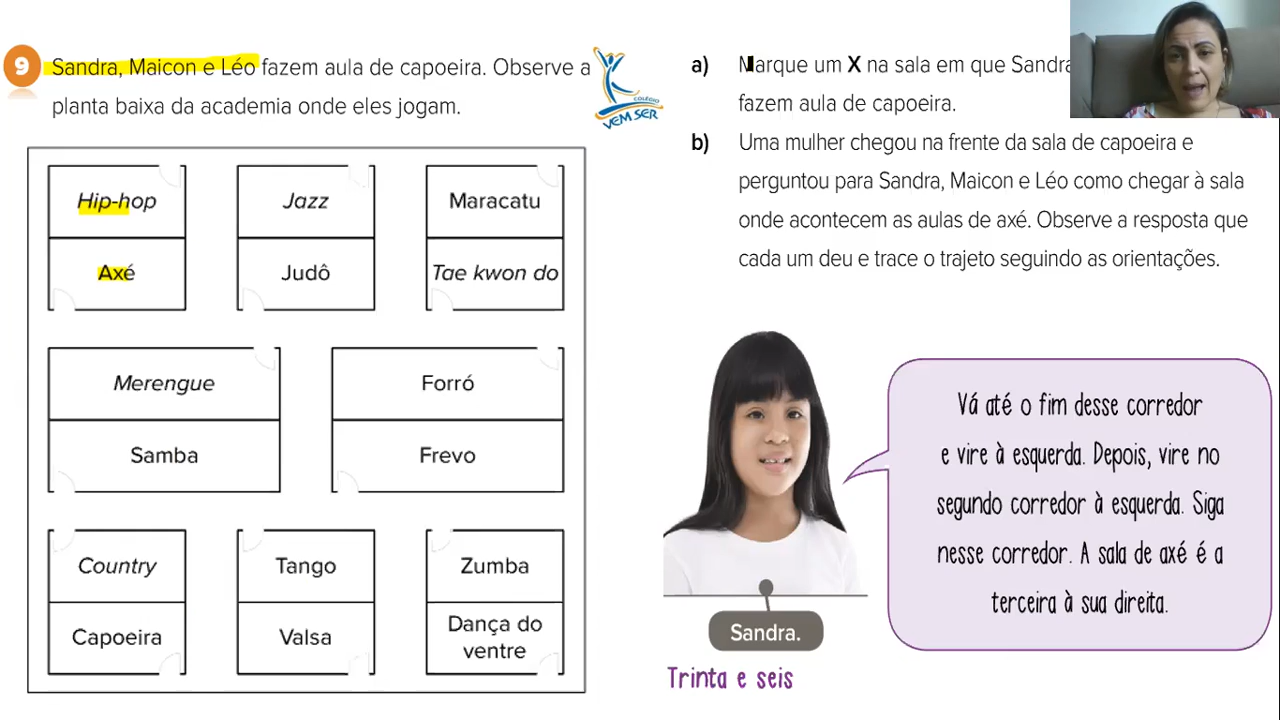 9 Sandra, Maicon e Léo fazem aula de capoeira. Observe a
planta baixa da academia onde eles jogam.
COLÉGIO
VEM SER
Hip-hop
Jazz
Maracatu
Axé
Judô
Tae kwon do
Merengue
Forró
Samba
Frevo
Country
Tango
Zumba
Capoeira
Valsa
Dança do
ventre
a) Marque um X na sala em que Sandra
fazem aula de capoeira.
b) Uma mulher chegou na frente da sala de capoeira e
perguntou para Sandra, Maicon e Léo como chegar à sala
onde acontecem as aulas de axé. Observe a resposta que
cada um deu e trace o trajeto seguindo as orientações.
Vá até o fim desse corredor
e vire à esquerda. Depois, vire no
segundo corredor à esquerda. Siga
nesse corredor. A sala de axé é a
terceira à sua direita.
Sandra.
Trinta e seis